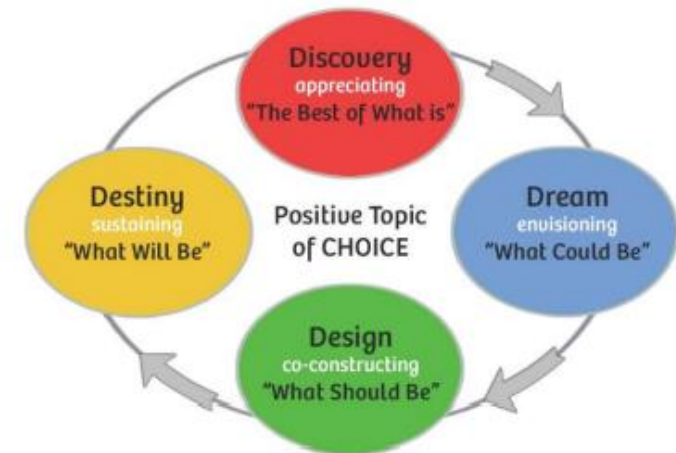 Discovery
appreciating
"The Best of What is"
Dream
envisioning
"What Could Be"
Design
co-constructing
"What Should Be"
Destiny
sustaining
"What Will Be"
Positive Topic
of CHOICE